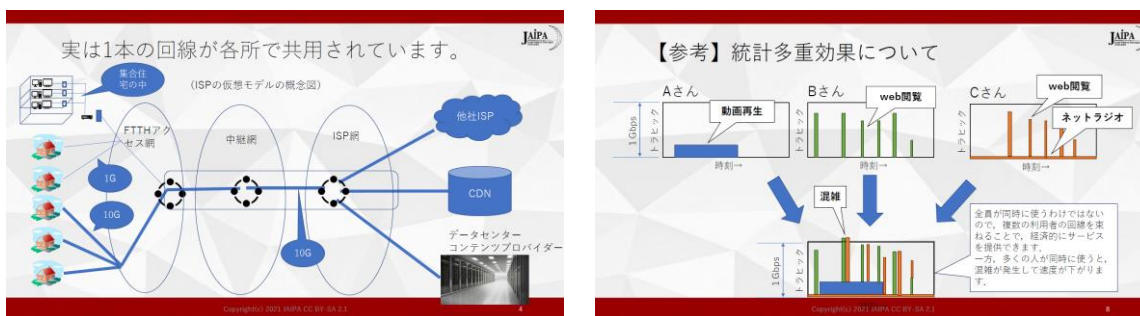 実は1本の回線が各所で共用されています。
JAIPA
集合住
宅の中
(ISPの仮想モデルの概念図)
FTTHアク
セス網
中継網
ISP網
他社ISP
1G
10G
10G
CDN
データセンター
コンテンツプロバイダー
Copyright(c) 2021 JAIPA CC BY-SA 2.1
4
【参考】統計多重効果について
JAIPA
Aさん
動画再生
1Gbps
トラヒック
時刻→
Bさん
web閲覧
トラヒック
時刻→
Cさん
web閲覧
ネットラジオ
トラヒック
時刻→
混雑
1Gbps
トラヒック
全員が同時に使うわけではない
ので，複数の利用者の回線を束
ねることで，経済的にサービス
を提供できます．
一方，多くの人が同時に使うと，
混雑が発生して速度が下がりま
す．
Copyright(c) 2021 JAIPA CC BY-SA 2.1
8